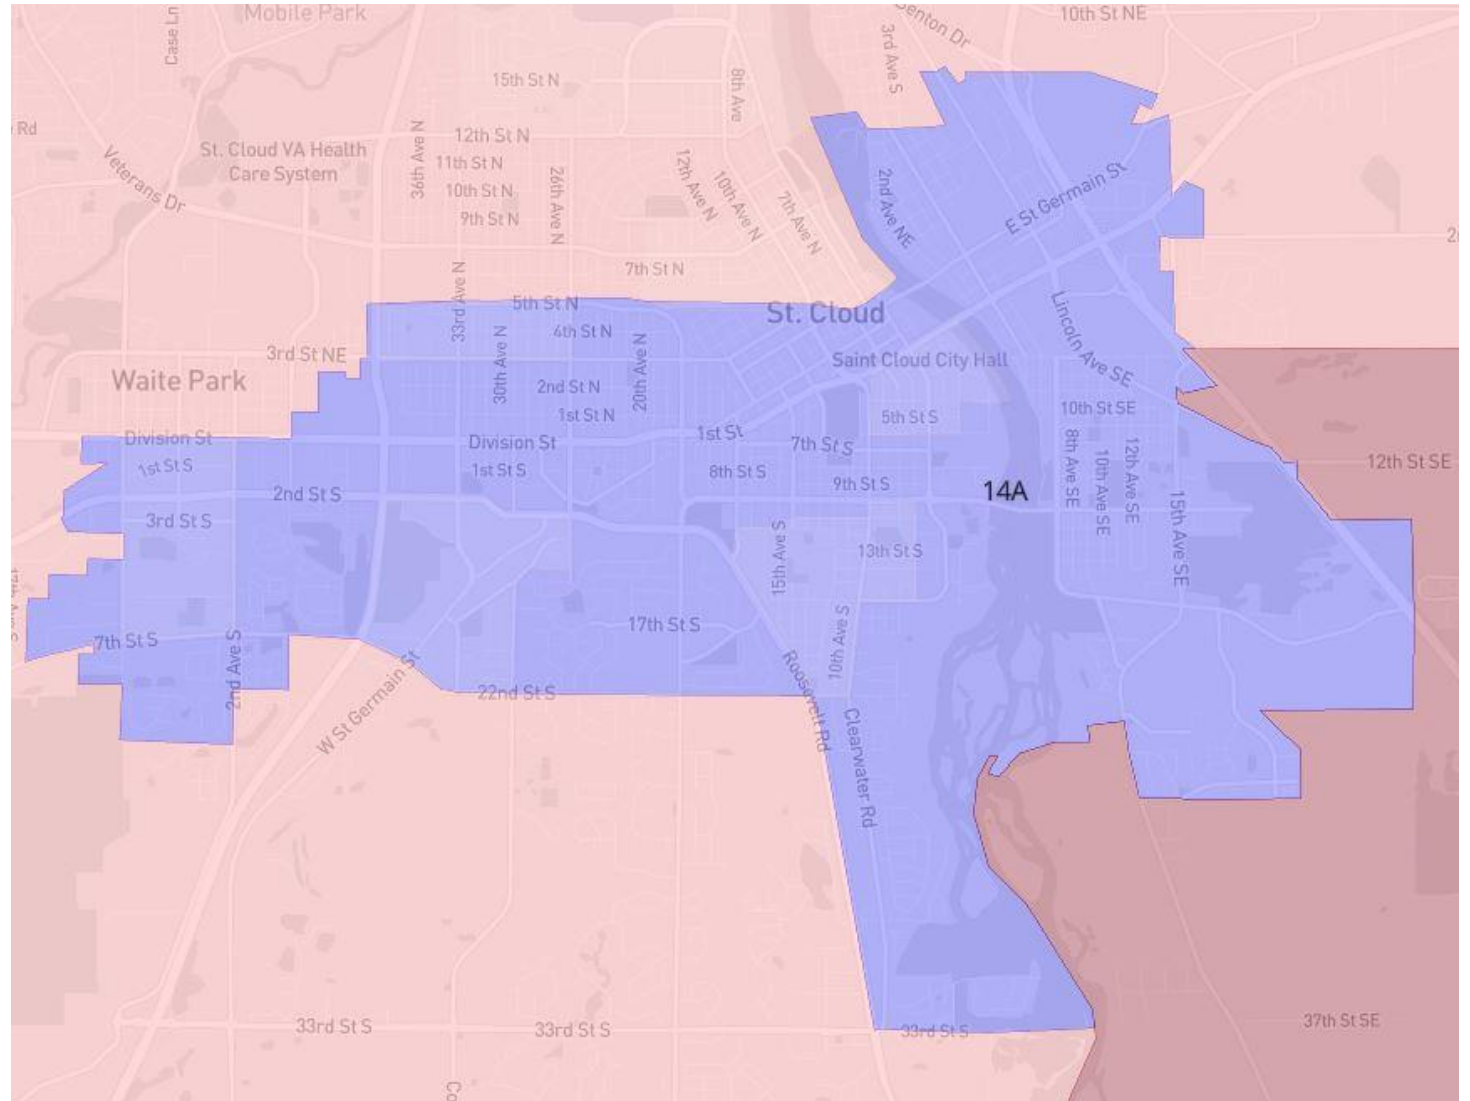 Mobile Park
Case Ln
Benton Dr
10th St NE
3rd Ave S
15th St N
8th Ave
Rd
St. Cloud VA Health
Care System
36th Ave N
12th St N
11th St N
10th St N
9th St N
26th Ave N
12th Ave N
10th Ave N
7th Ave N
2nd Ave NE
E St Germain St
Veterans Dr
7th St N
33rd Ave N
5th St N
St. Cloud
Lincoln Ave SE
4th St N
3rd St NE
30th Ave N
20th Ave N
Saint Cloud City Hall
Waite Park
2nd St N
1st St N
5th St S
10th St SE
Division St
Division St
1st St
7th St S
8th Ave SE
10th Ave SE
12th Ave SE
12th St SE
1st St S
1st St S
8th St S
9th St S
14A
2nd St S
3rd St S
15th Ave S
13th St S
15th Ave SE
7th St S
2nd Ave S
17th St S
10th Ave S
22nd St S
Roosevelt Rd
W St Germain St
Clearwater Rd
33rd St S
33rd St S
33rd St S
37th St SE
Co